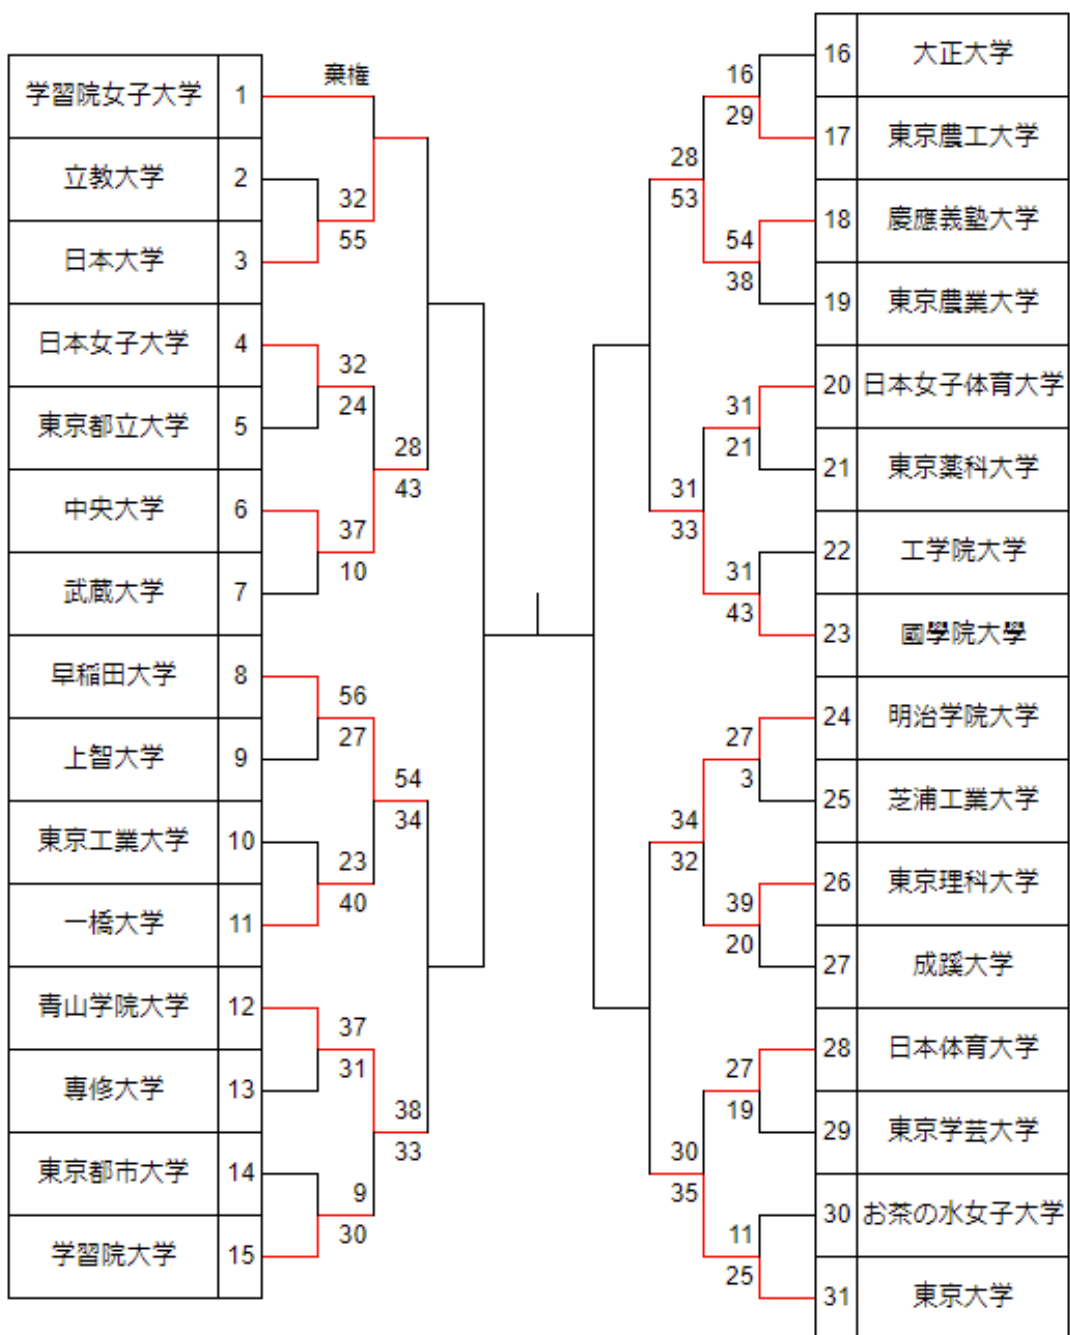 棄権
学習院女子大学 1
立教大学 2
32
55
日本大学 3
日本女子大学 4
32
24
東京都立大学 5
28
43
中央大学 6
37
10
武蔵大学 7
早稲田大学 8
56
27
上智大学 9
54
34
東京工業大学 10
23
40
一橋大学 11
青山学院大学 12
37
31
専修大学 13
38
33
東京都市大学 14
9
30
学習院大学 15
16 大正大学
16
29
17 東京農工大学
28
53
18 慶應義塾大学
54
38
19 東京農業大学
20 日本女子体育大学
31
21
21 東京薬科大学
31
33
22 工学院大学
31
43
23 國學院大學
24 明治学院大学
27
3
25 芝浦工業大学
34
32
26 東京理科大学
39
20
27 成蹊大学
28 日本体育大学
27
19
29 東京学芸大学
30
35
30 お茶の水女子大学
11
25
31 東京大学